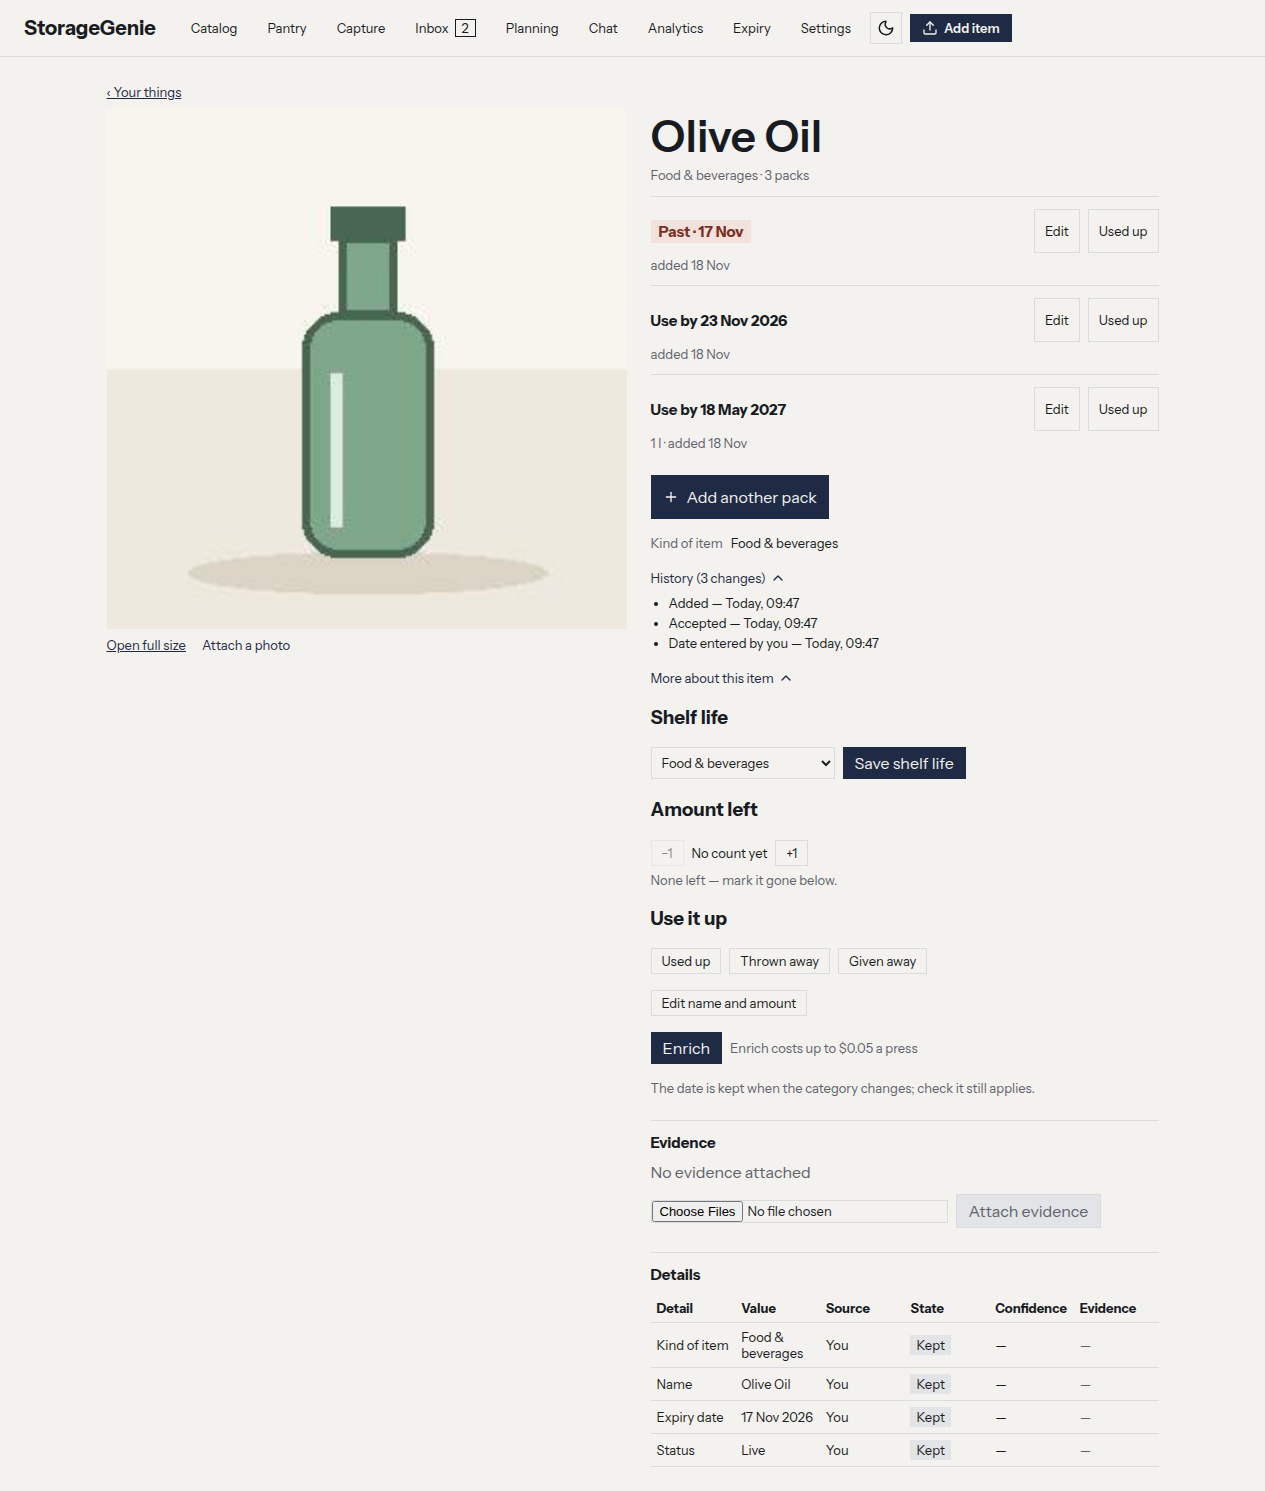 StorageGenie
Catalog
Pantry
Capture
Inbox 2
Planning
Chat
Analytics
Expiry
Settings
Add item
‹ Your things
Olive Oil
Food & beverages · 3 packs
Past · 17 Nov
Edit
Used up
added 18 Nov
Use by 23 Nov 2026
Edit
Used up
added 18 Nov
Use by 18 May 2027
Edit
Used up
1 l · added 18 Nov
+ Add another pack
Kind of item Food & beverages
History (3 changes)
• Added — Today, 09:47
• Accepted — Today, 09:47
• Date entered by you — Today, 09:47
Open full size
Attach a photo
More about this item
Shelf life
Food & beverages
Save shelf life
Amount left
−1
No count yet
+1
None left — mark it gone below.
Use it up
Used up
Thrown away
Given away
Edit name and amount
Enrich
Enrich costs up to $0.05 a press
The date is kept when the category changes; check it still applies.
Evidence
No evidence attached
Choose Files No file chosen
Attach evidence
Details
Detail Value Source State Confidence Evidence
Kind of item Food & beverages You Kept — —
Name Olive Oil You Kept — —
Expiry date 17 Nov 2026 You Kept — —
Status Live You Kept — —